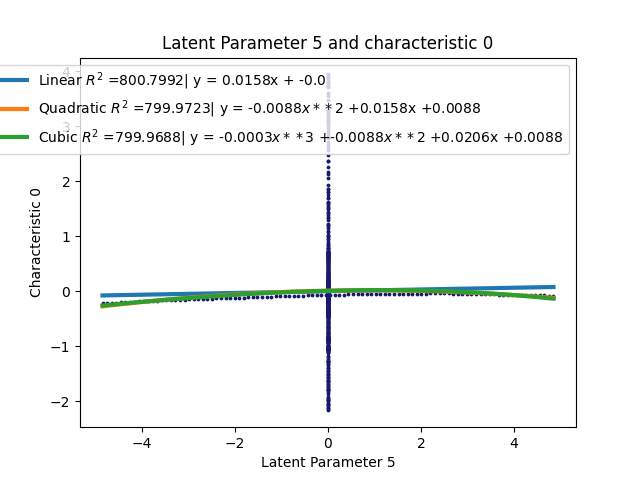 Latent Parameter 5 and characteristic 0
Linear R² =800.7992| y = 0.0158x + -0.0
Quadratic R² =799.9723| y = -0.0088x * *2 +0.0158x +0.0088
Cubic R² =799.9688| y = -0.0003x * *3 +-0.0088x * *2 +0.0206x +0.0088
4
3
2
1
0
−1
−2
Characteristic 0
−4
−2
0
2
4
Latent Parameter 5